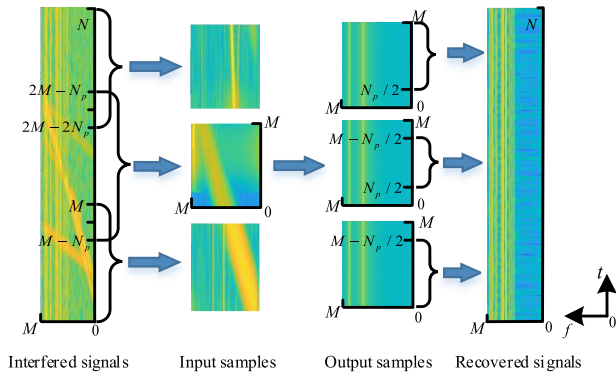 N
2M − N_p
2M − 2N_p
M
M − N_p
M
0
M
M
0
M
N_p / 2
M
0
M
M − N_p / 2
N_p / 2
M
0
M
M − N_p / 2
M
0
N
M
0
t
f
0
Interfered signals
Input samples
Output samples
Recovered signals